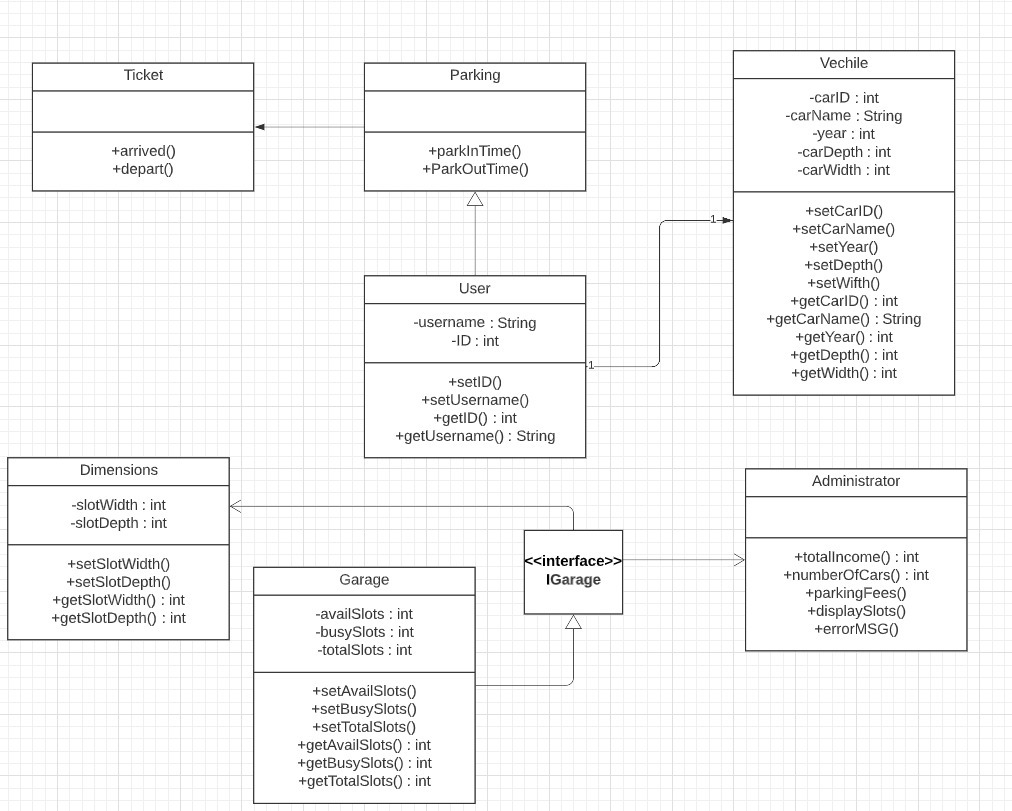 Ticket
+arrived()
+depart()
Parking
+parkInTime()
+ParkOutTime()
Vechile
-carID : int
-carName : String
-year : int
-carDepth : int
-carWidth : int
+setCarID()
+setCarName()
+setYear()
+setDepth()
+setWifth()
+getCarID() : int
+getCarName() : String
+getYear() : int
+getDepth() : int
+getWidth() : int
1
1
User
-username : String
-ID : int
+setID()
+setUsername()
+getID() : int
+getUsername() : String
Dimensions
-slotWidth : int
-slotDepth : int
+setSlotWidth()
+setSlotDepth()
+getSlotWidth() : int
+getSlotDepth() : int
Garage
-availSlots : int
-busySlots : int
-totalSlots : int
+setAvailSlots()
+setBusySlots()
+setTotalSlots()
+getAvailSlots() : int
+getBusySlots() : int
+getTotalSlots() : int
<<interface>>
IGarage
Administrator
+totalIncome() : int
+numberOfCars() : int
+parkingFees()
+displaySlots()
+errorMSG()